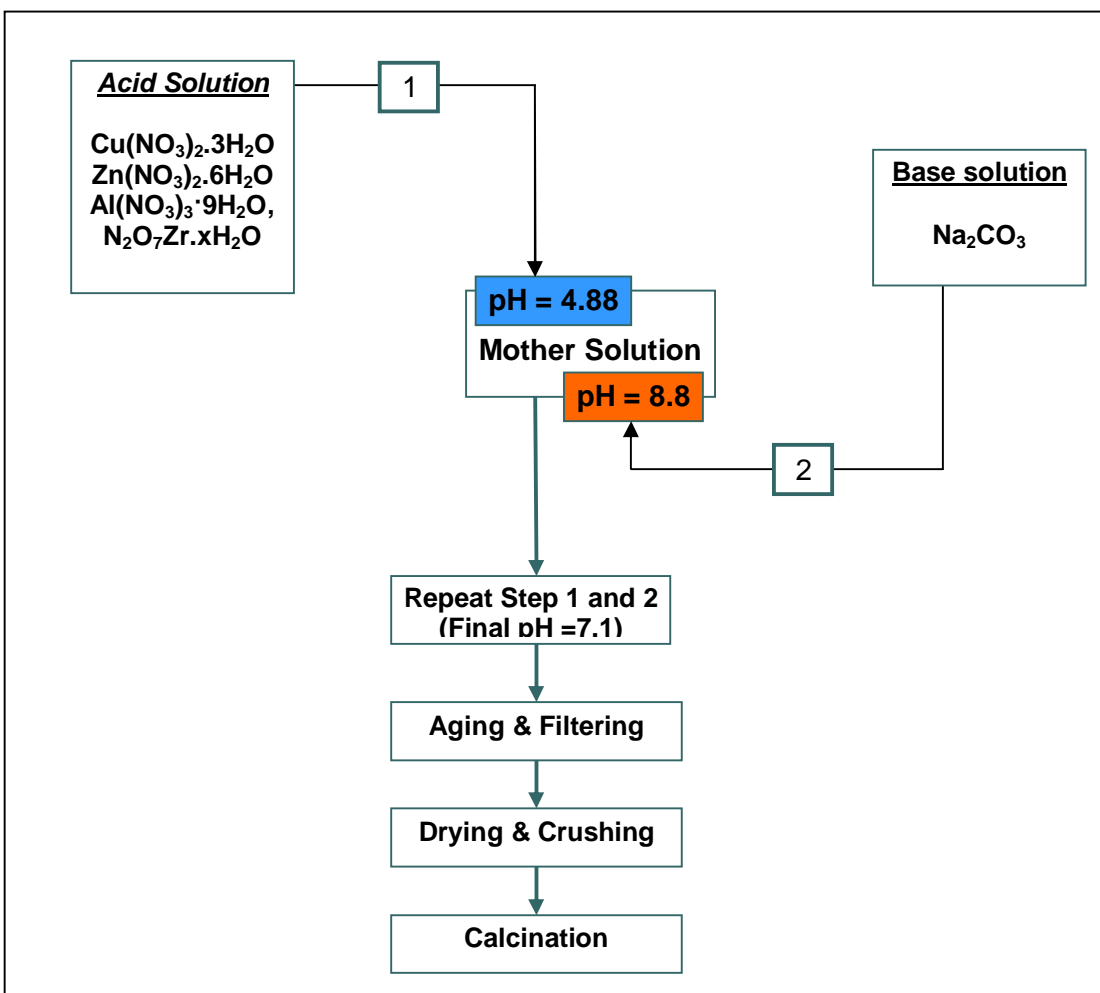 Acid Solution
Cu(NO₃)₂.3H₂O
Zn(NO₃)₂.6H₂O
Al(NO₃)₃·9H₂O,
N₂O₇Zr.xH₂O
1
Base solution
Na₂CO₃
pH = 4.88
Mother Solution
pH = 8.8
2
Repeat Step 1 and 2
(Final pH =7.1)
Aging & Filtering
Drying & Crushing
Calcination